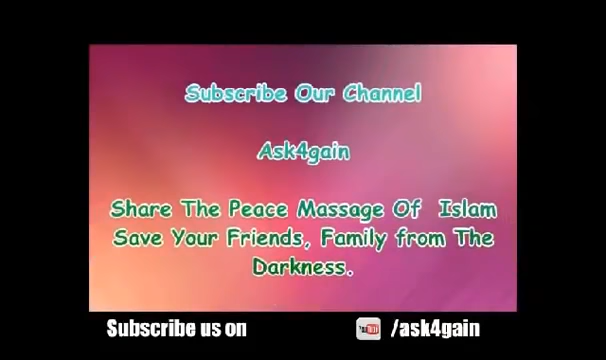 Subscribe Our Channel
Ask4gain
Share The Peace Massage Of Islam
Save Your Friends, Family from The
Darkness.
Subscribe us on YouTube /ask4gain